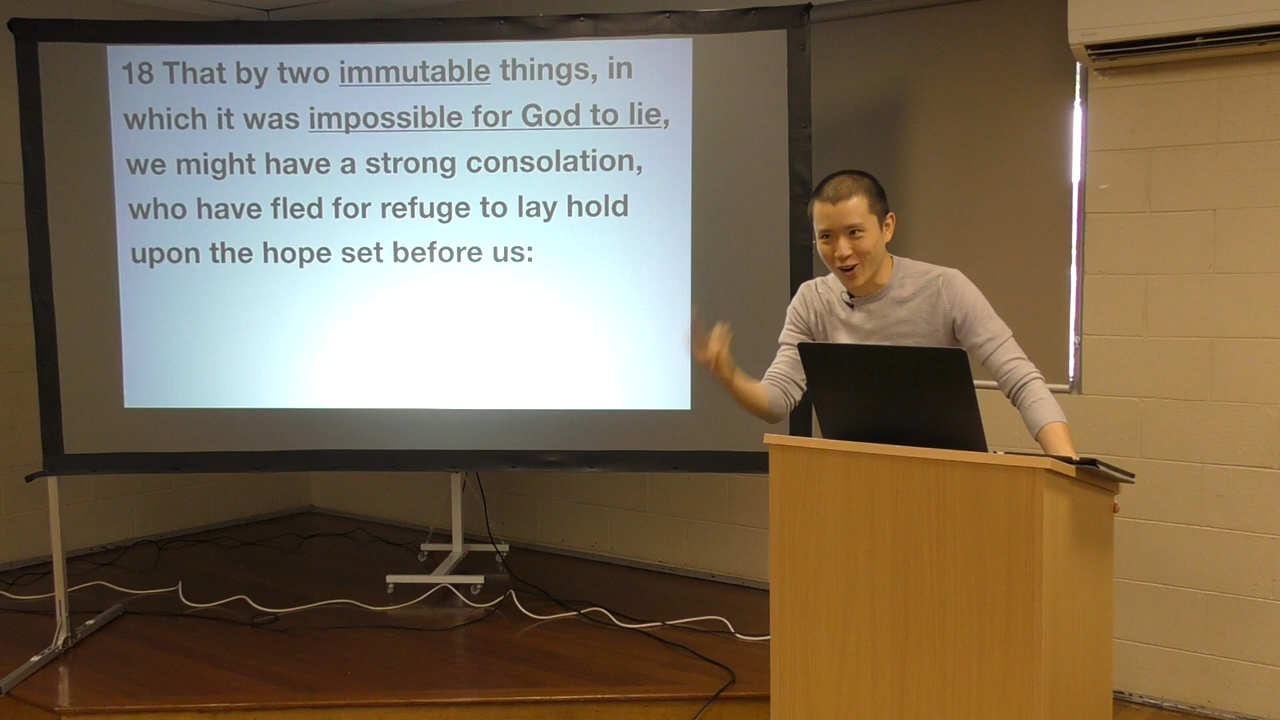 18 That by two immutable things, in
which it was impossible for God to lie,
we might have a strong consolation,
who have fled for refuge to lay hold
upon the hope set before us: